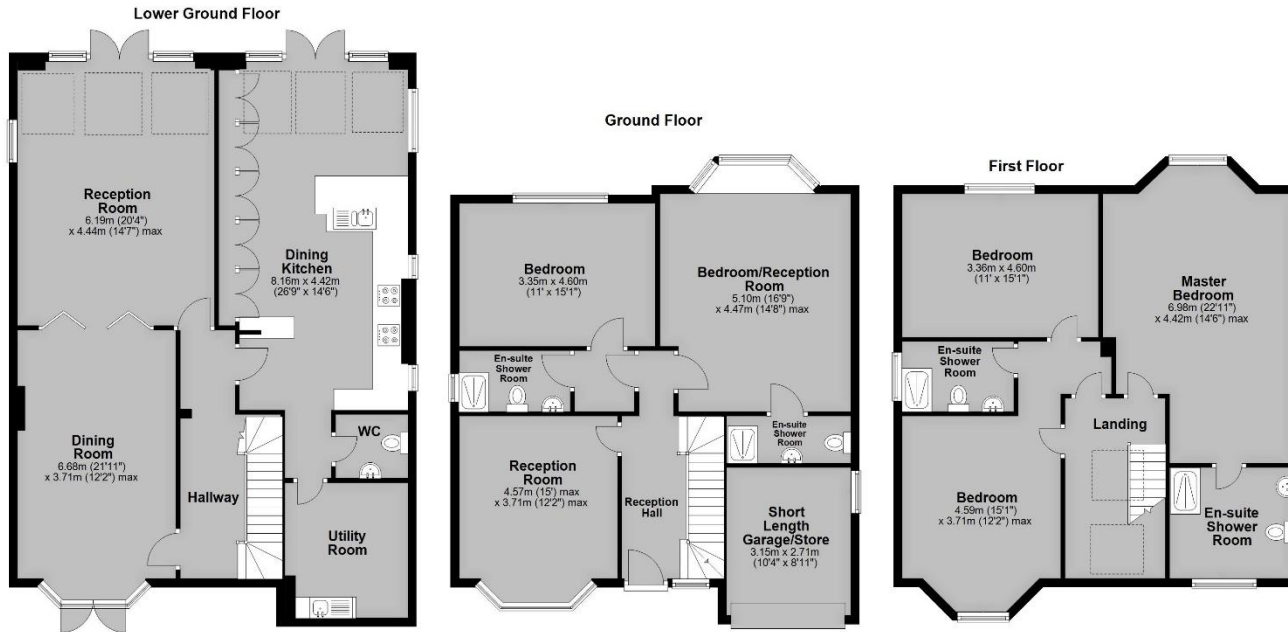 Lower Ground Floor
Reception
Room
6.19m (20'4")
x 4.44m (14'7") max
Dining
Kitchen
8.16m x 4.42m
(26'9" x 14'6")
Dining
Room
6.68m (21'11")
x 3.71m (12'2") max
Hallway
WC
Utility
Room
Ground Floor
Bedroom
3.35m x 4.60m
(11' x 15'1")
Bedroom/Reception
Room
5.10m (16'9")
x 4.47m (14'8") max
En-suite
Shower
Room
En-suite
Shower
Room
Reception
Room
4.57m (15') max
x 3.71m (12'2") max
Reception
Hall
Short
Length
Garage/Store
3.15m x 2.71m
(10'4" x 8'11")
First Floor
Bedroom
3.36m x 4.60m
(11' x 15'1")
Master
Bedroom
6.98m (22'11")
x 4.42m (14'6") max
En-suite
Shower
Room
Landing
Bedroom
4.59m (15'1")
x 3.71m (12'2") max
En-suite
Shower
Room